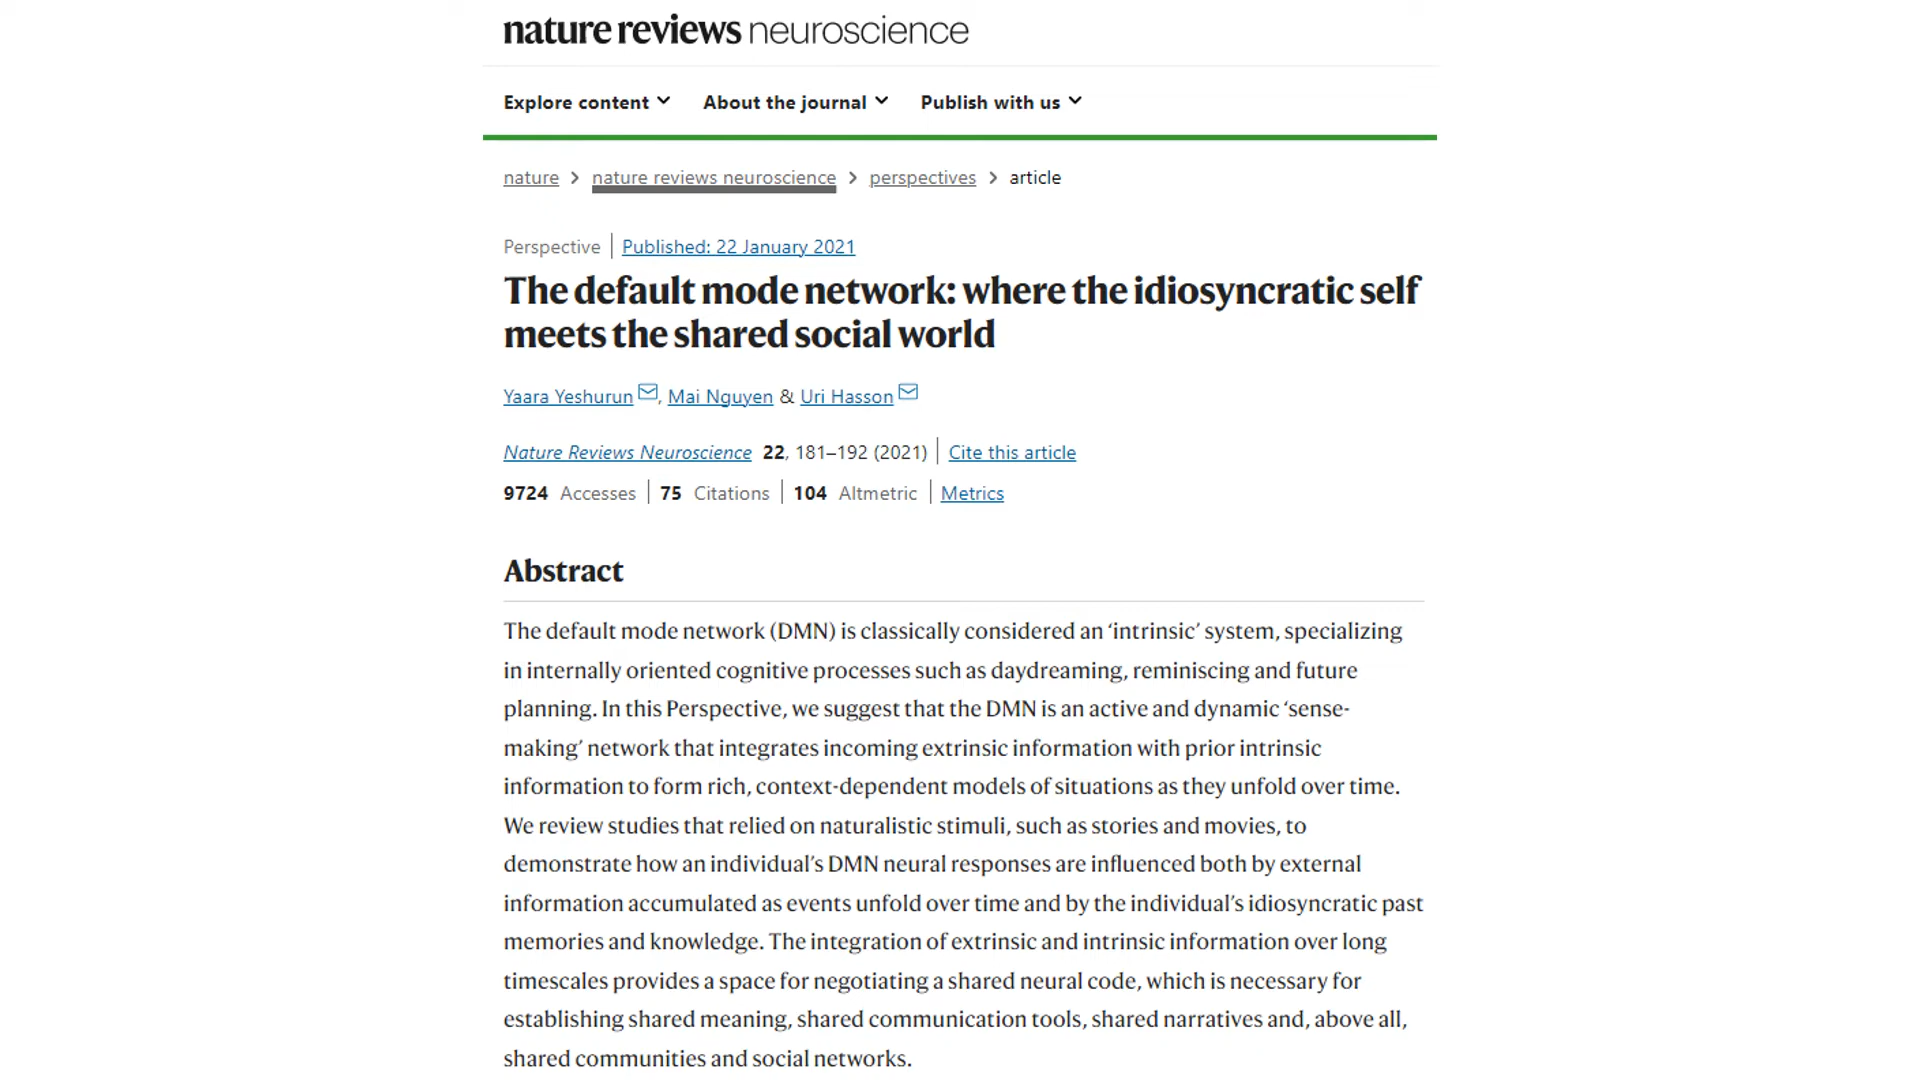 nature reviews neuroscience
Explore content About the journal Publish with us
nature > nature reviews neuroscience > perspectives > article
Perspective | Published: 22 January 2021
The default mode network: where the idiosyncratic self
meets the shared social world
Yaara Yeshurun, Mai Nguyen & Uri Hasson
Nature Reviews Neuroscience 22, 181–192 (2021) | Cite this article
9724 Accesses | 75 Citations | 104 Altmetric | Metrics
Abstract
The default mode network (DMN) is classically considered an ‘intrinsic’ system, specializing
in internally oriented cognitive processes such as daydreaming, reminiscing and future
planning. In this Perspective, we suggest that the DMN is an active and dynamic ‘sense-
making’ network that integrates incoming extrinsic information with prior intrinsic
information to form rich, context-dependent models of situations as they unfold over time.
We review studies that relied on naturalistic stimuli, such as stories and movies, to
demonstrate how an individual’s DMN neural responses are influenced both by external
information accumulated as events unfold over time and by the individual’s idiosyncratic past
memories and knowledge. The integration of extrinsic and intrinsic information over long
timescales provides a space for negotiating a shared neural code, which is necessary for
establishing shared meaning, shared communication tools, shared narratives and, above all,
shared communities and social networks.